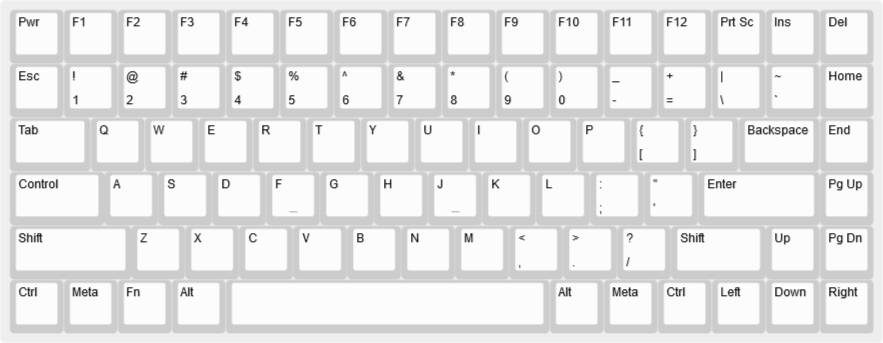 Pwr F1 F2 F3 F4 F5 F6 F7 F8 F9 F10 F11 F12 Prt Sc Ins Del
Esc ! @ # $ % ^ & * ( ) _ + | ~ Home
1 2 3 4 5 6 7 8 9 0 - = \ `
Tab Q W E R T Y U I O P { } Backspace End
[ ]
Control A S D F G H J K L : " Enter Pg Up
_ _ ; '
Shift Z X C V B N M < > ? Shift Up Pg Dn
, . /
Ctrl Meta Fn Alt Alt Meta Ctrl Left Down Right